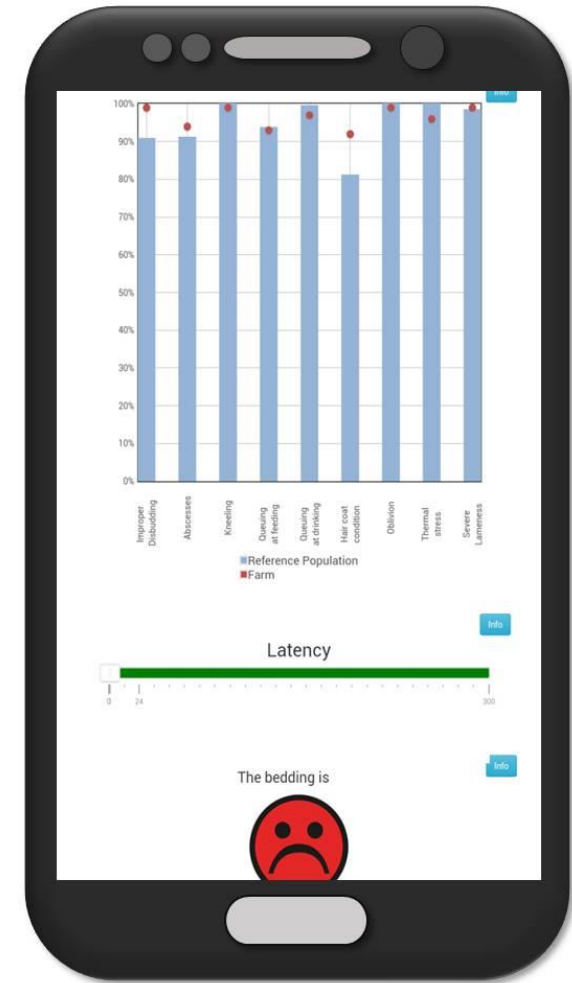 Info
100%
90%
80%
70%
60%
50%
40%
30%
20%
10%
0%
Improper
Disbudding
Abscesses
Kneeling
Queuing
at feeding
Queuing
at drinking
Hair coat
condition
Oblivion
Thermal
stress
Severe
Lameness
Reference Population
Farm
Info
Latency
0 24 300
Info
The bedding is